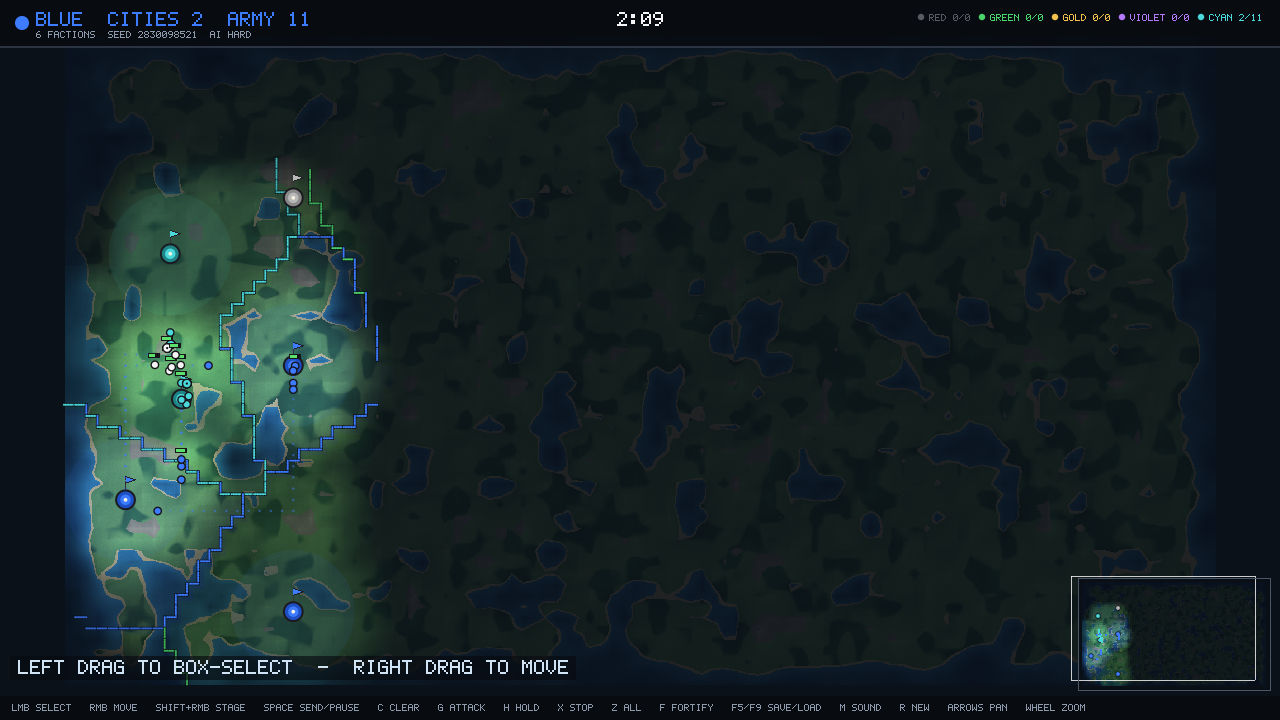 BLUE  CITIES 2  ARMY 11
6 FACTIONS  SEED 2830098521  AI HARD
2:09
RED 0/0  GREEN 0/0  GOLD 0/0  VIOLET 0/0  CYAN 2/11
LEFT DRAG TO BOX-SELECT  -  RIGHT DRAG TO MOVE
LMB SELECT  RMB MOVE  SHIFT+RMB STAGE  SPACE SEND/PAUSE  C CLEAR  G ATTACK  H HOLD  X STOP  Z ALL  F FORTIFY  F5/F9 SAVE/LOAD  M SOUND  R NEW  ARROWS PAN  WHEEL ZOOM